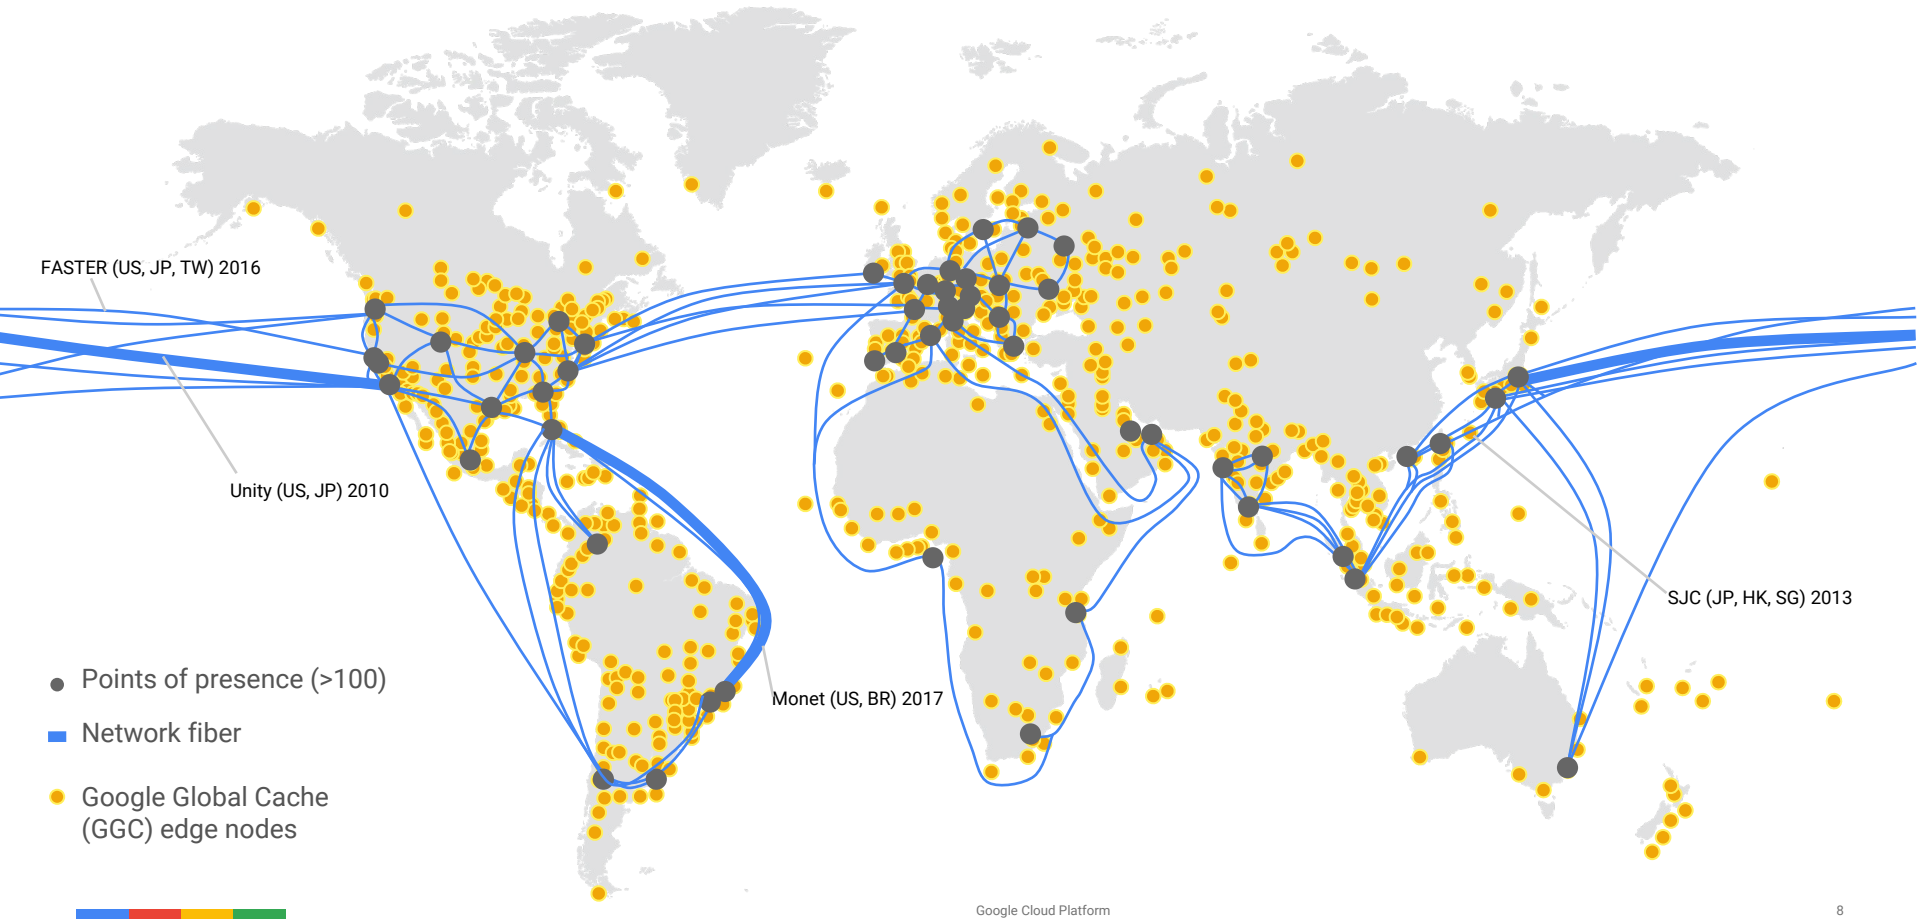 FASTER (US, JP, TW) 2016
Unity (US, JP) 2010
SJC (JP, HK, SG) 2013
Monet (US, BR) 2017
Points of presence (>100)
Network fiber
Google Global Cache
(GGC) edge nodes
Google Cloud Platform
8